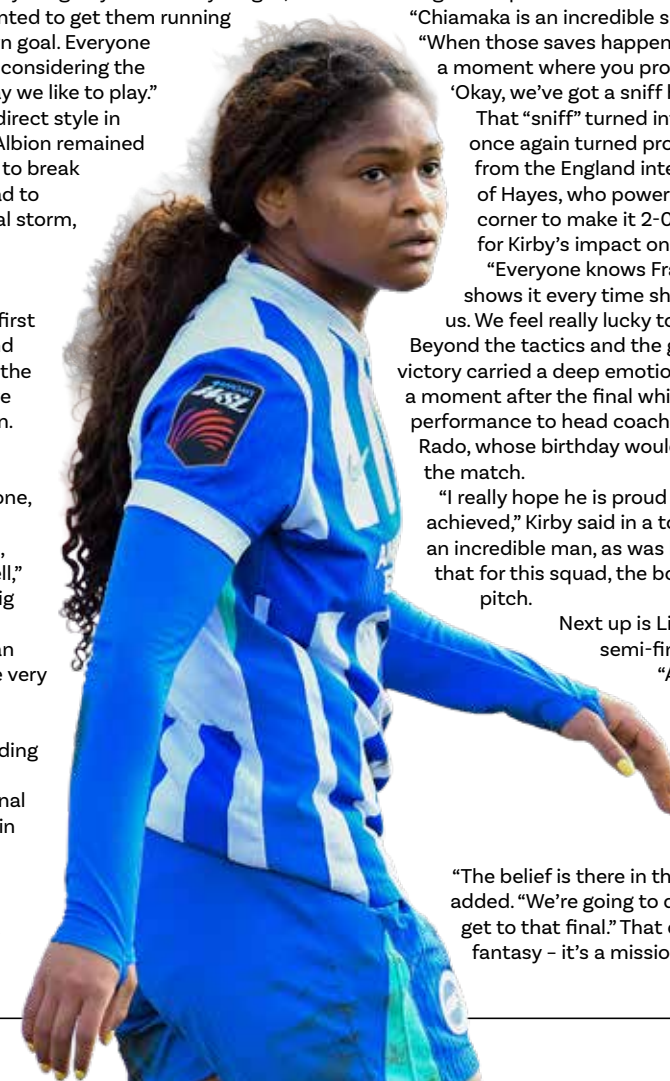 nted to get them running
n goal. Everyone
considering the
y we like to play.”
direct style in
Albion remained
to break
ad to
al storm,
first
nd
the
e
n.
one,
,
ell,”
ig
an
e very
ding
nal
in
BARCLAYS
WSL
“Chiamaka is an incredible s
“When those saves happen
a moment where you pro
‘Okay, we’ve got a sniff
That “sniff” turned in
once again turned pro
from the England inte
of Hayes, who power
corner to make it 2-0
for Kirby’s impact on
“Everyone knows Fra
shows it every time sh
us. We feel really lucky to
Beyond the tactics and the g
victory carried a deep emotio
a moment after the final whi
performance to head coach
Rado, whose birthday would
the match.
“I really hope he is proud
achieved,” Kirby said in a to
an incredible man, as was
that for this squad, the bo
pitch.
Next up is Li
semi-fin
“A
“The belief is there in th
added. “We’re going to
get to that final.” That
fantasy – it’s a missio